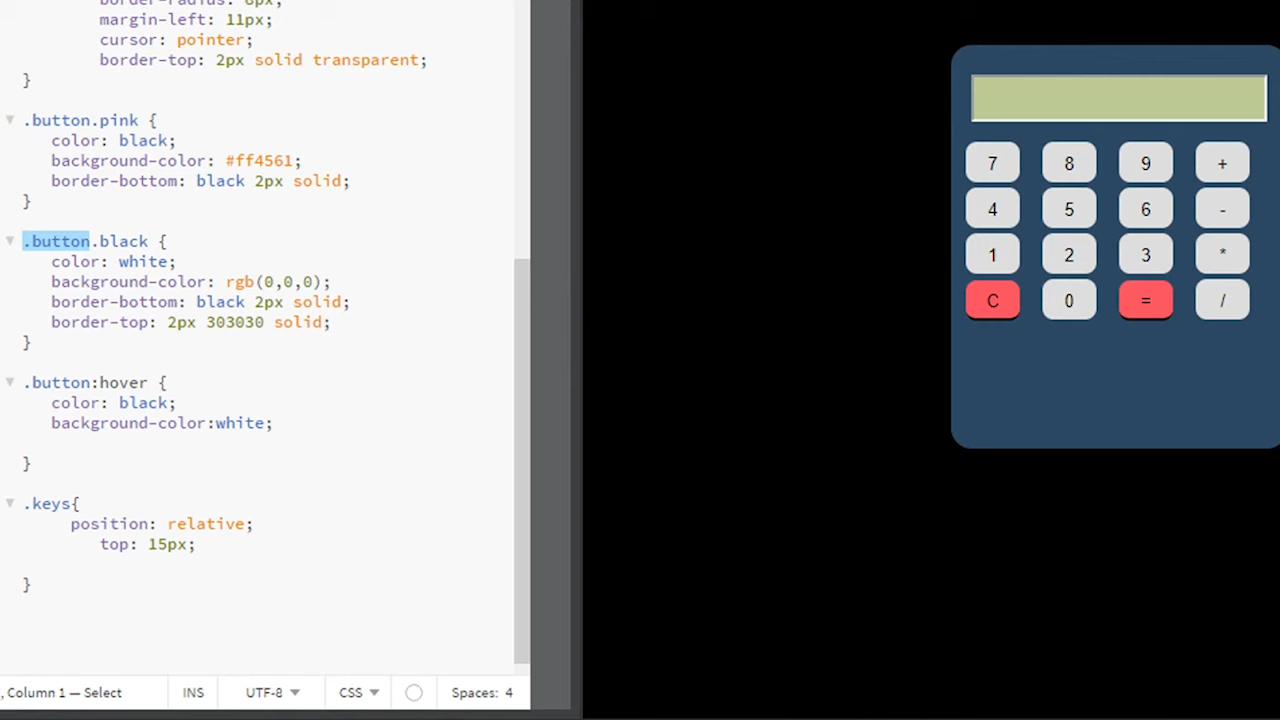 border-radius: 8px;
margin-left: 11px;
cursor: pointer;
border-top: 2px solid transparent;
}
.button.pink {
color: black;
background-color: #ff4561;
border-bottom: black 2px solid;
}
.button.black {
color: white;
background-color: rgb(0,0,0);
border-bottom: black 2px solid;
border-top: 2px 303030 solid;
}
.button:hover {
color: black;
background-color:white;
}
.keys{
position: relative;
top: 15px;
}
, Column 1 — Select INS UTF-8 CSS Spaces: 4
7 8 9 +
4 5 6 -
1 2 3 *
C 0 = /